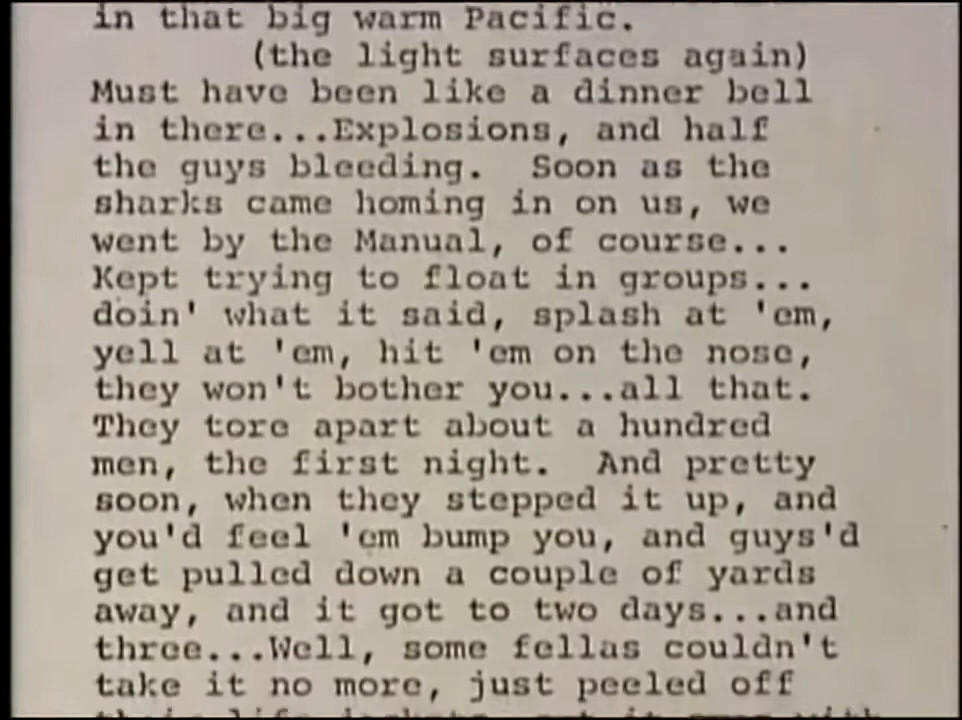 in that big warm Pacific.
(the light surfaces again)
Must have been like a dinner bell
in there...Explosions, and half
the guys bleeding.  Soon as the
sharks came homing in on us, we
went by the Manual, of course...
Kept trying to float in groups...
doin' what it said, splash at 'em,
yell at 'em, hit 'em on the nose,
they won't bother you...all that.
They tore apart about a hundred
men, the first night.  And pretty
soon, when they stepped it up, and
you'd feel 'em bump you, and guys'd
get pulled down a couple of yards
away, and it got to two days...and
three...Well, some fellas couldn't
take it no more, just peeled off